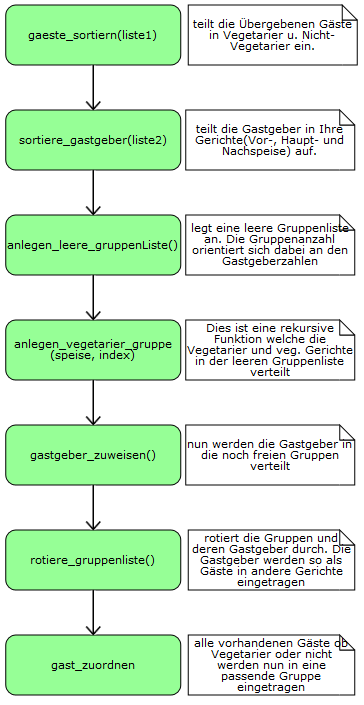 gaeste_sortiern(liste1)
teilt die Übergebenen Gäste
in Vegetarier u. Nicht-
Vegetarier ein.
sortiere_gastgeber(liste2)
teilt die Gastgeber in Ihre
Gerichte(Vor-, Haupt- und
Nachspeise) auf.
anlegen_leere_gruppenListe()
legt eine leere Gruppenliste
an. Die Gruppenanzahl
orientiert sich dabei an den
Gastgeberzahlen
anlegen_vegetarier_gruppe
(speise, index)
Dies ist eine rekursive
Funktion welche die
Vegetarier und veg. Gerichte
in der leeren Gruppenliste
verteilt
gastgeber_zuweisen()
nun werden die Gastgeber in
die noch freien Gruppen
verteilt
rotiere_gruppenliste()
rotiert die Gruppen und
deren Gastgeber durch. Die
Gastgeber werden so als
Gäste in andere Gerichte
eingetragen
gast_zuordnen
alle vorhandenen Gäste ob
Vegetarier oder nicht
werden nun in eine
passende Gruppe
eingetragen